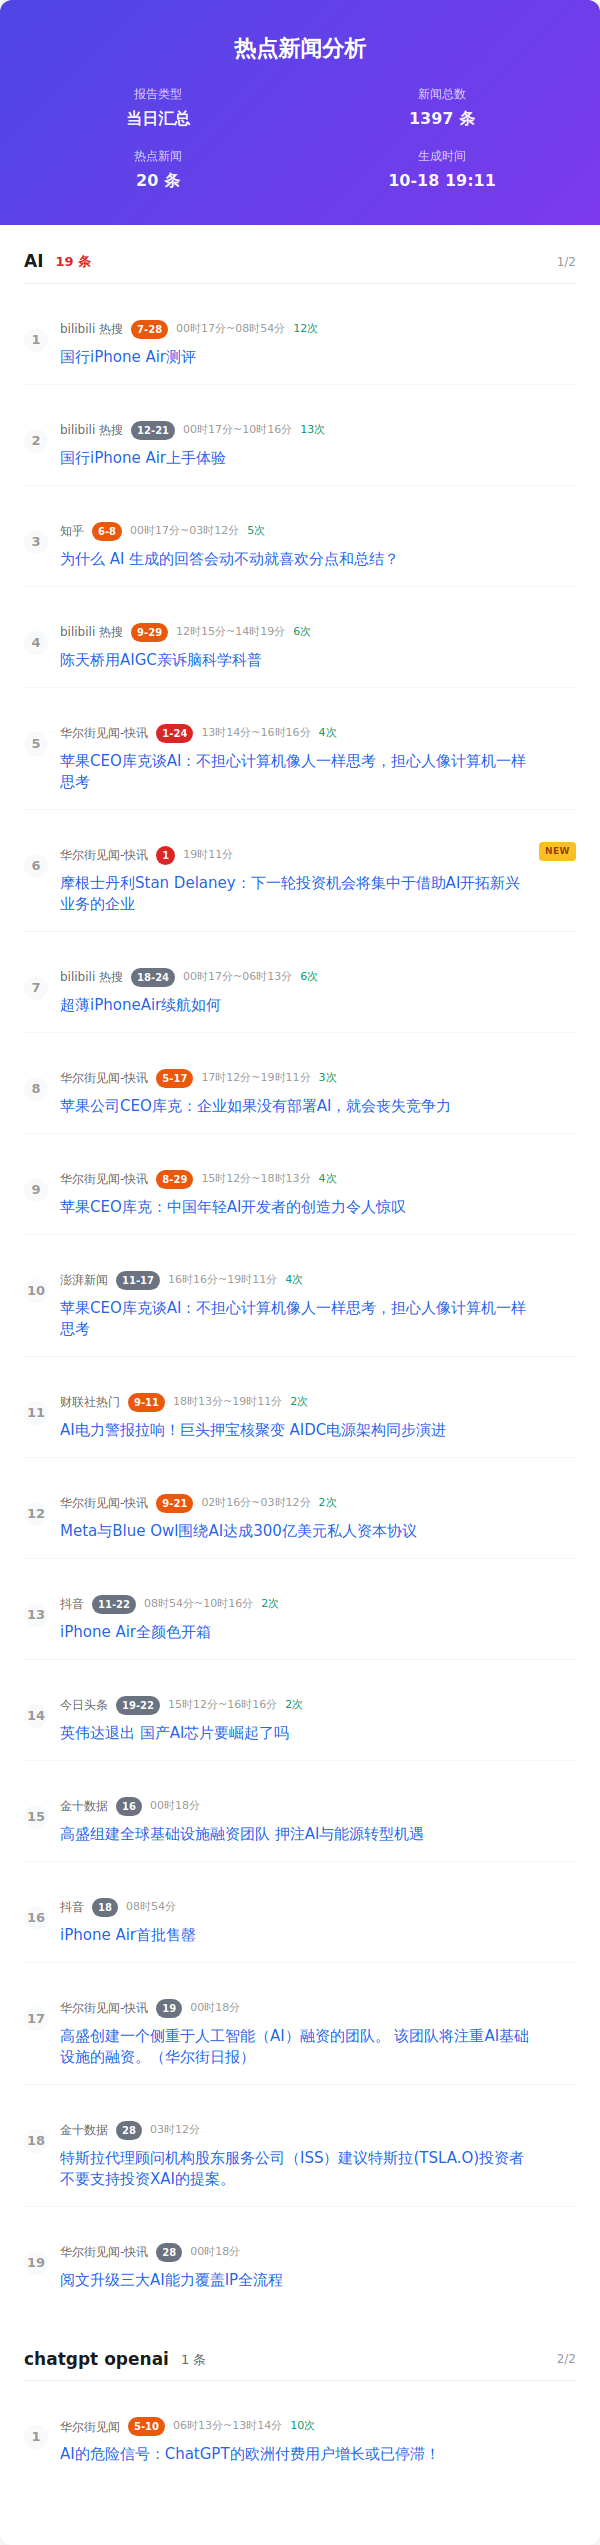 热点新闻分析
报告类型
新闻总数
当日汇总
1397 条
热点新闻
生成时间
20 条
10-18 19:11
AI 19 条 1/2
1 bilibili 热搜 7-28 00时17分~08时54分 12次
国行iPhone Air测评
2 bilibili 热搜 12-21 00时17分~10时16分 13次
国行iPhone Air上手体验
3 知乎 6-8 00时17分~03时12分 5次
为什么 AI 生成的回答会动不动就喜欢分点和总结？
4 bilibili 热搜 9-29 12时15分~14时19分 6次
陈天桥用AIGC亲诉脑科学科普
5 华尔街见闻-快讯 1-24 13时14分~16时16分 4次
苹果CEO库克谈AI：不担心计算机像人一样思考，担心人像计算机一样
思考
6 华尔街见闻-快讯 1 19时11分 NEW
摩根士丹利Stan Delaney：下一轮投资机会将集中于借助AI开拓新兴
业务的企业
7 bilibili 热搜 18-24 00时17分~06时13分 6次
超薄iPhoneAir续航如何
8 华尔街见闻-快讯 5-17 17时12分~19时11分 3次
苹果公司CEO库克：企业如果没有部署AI，就会丧失竞争力
9 华尔街见闻-快讯 8-29 15时12分~18时13分 4次
苹果CEO库克：中国年轻AI开发者的创造力令人惊叹
10 澎湃新闻 11-17 16时16分~19时11分 4次
苹果CEO库克谈AI：不担心计算机像人一样思考，担心人像计算机一样
思考
11 财联社热门 9-11 18时13分~19时11分 2次
AI电力警报拉响！巨头押宝核聚变 AIDC电源架构同步演进
12 华尔街见闻-快讯 9-21 02时16分~03时12分 2次
Meta与Blue Owl围绕AI达成300亿美元私人资本协议
13 抖音 11-22 08时54分~10时16分 2次
iPhone Air全颜色开箱
14 今日头条 19-22 15时12分~16时16分 2次
英伟达退出 国产AI芯片要崛起了吗
15 金十数据 16 00时18分
高盛组建全球基础设施融资团队 押注AI与能源转型机遇
16 抖音 18 08时54分
iPhone Air首批售罄
17 华尔街见闻-快讯 19 00时18分
高盛创建一个侧重于人工智能（AI）融资的团队。 该团队将注重AI基础
设施的融资。（华尔街日报）
18 金十数据 28 03时12分
特斯拉代理顾问机构股东服务公司（ISS）建议特斯拉(TSLA.O)投资者
不要支持投资XAI的提案。
19 华尔街见闻-快讯 28 00时18分
阅文升级三大AI能力覆盖IP全流程
chatgpt openai 1 条 2/2
1 华尔街见闻 5-10 06时13分~13时14分 10次
AI的危险信号：ChatGPT的欧洲付费用户增长或已停滞！